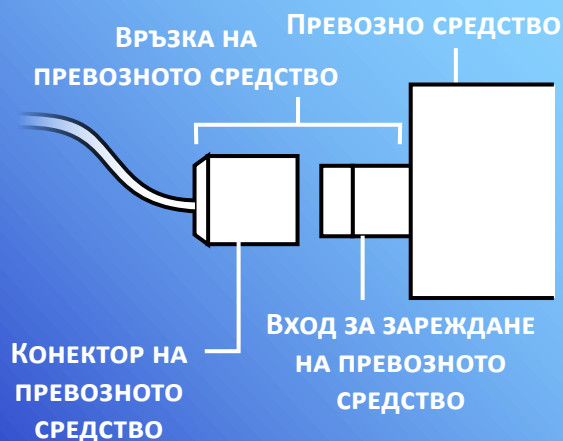 Връзка на
превозното средство
Превозно средство
Вход за зареждане
на превозното
средство
Конектор на
превозното
средство